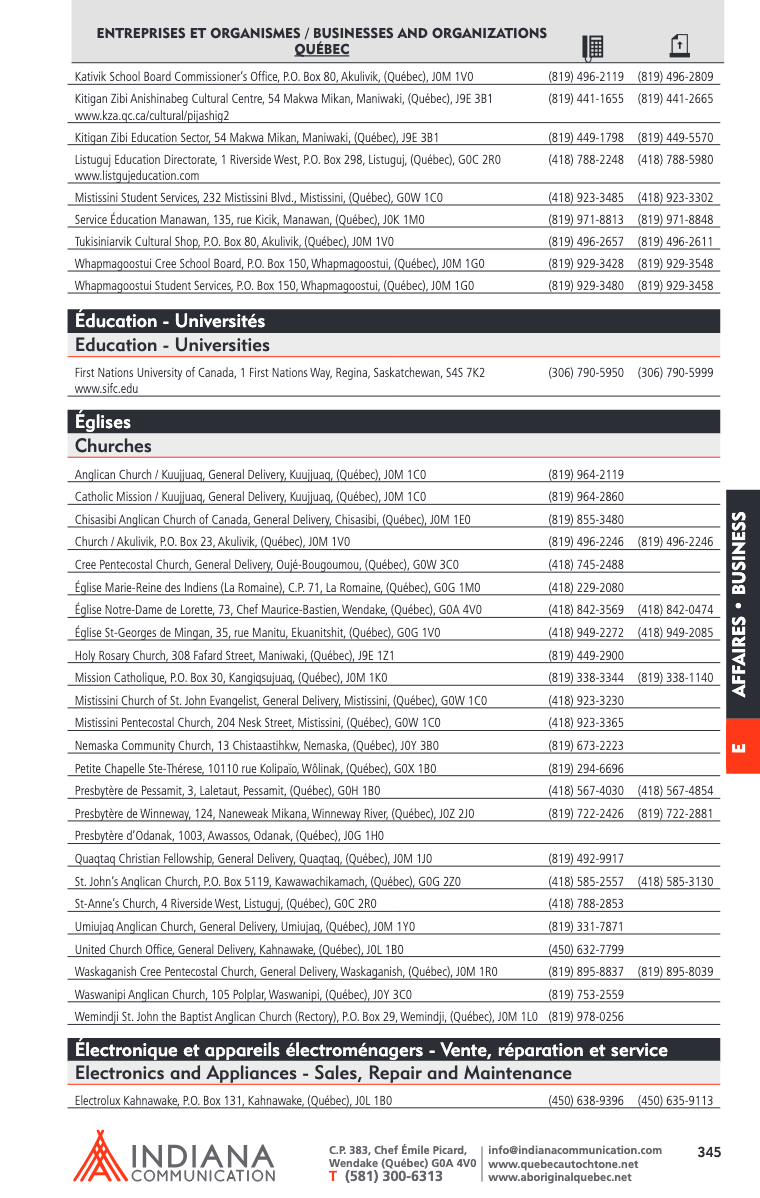 ENTREPRISES ET ORGANISMES / BUSINESSES AND ORGANIZATIONS
QUÉBEC
Kativik School Board Commissioner's Office, P.O. Box 80, Akulivik, (Québec), J0M 1V0 (819) 496-2119 (819) 496-2809
Kitigan Zibi Anishinabeg Cultural Centre, 54 Makwa Mikan, Maniwaki, (Québec), J9E 3B1 (819) 441-1655 (819) 441-2665
www.kza.qc.ca/cultural/pijashig2
Kitigan Zibi Education Sector, 54 Makwa Mikan, Maniwaki, (Québec), J9E 3B1 (819) 449-1798 (819) 449-5570
Listuguj Education Directorate, 1 Riverside West, P.O. Box 298, Listuguj, (Québec), G0C 2R0 (418) 788-2248 (418) 788-5980
www.listgujeducation.com
Mistissini Student Services, 232 Mistissini Blvd., Mistissini, (Québec), G0W 1C0 (418) 923-3485 (418) 923-3302
Service Éducation Manawan, 135, rue Kicik, Manawan, (Québec), J0K 1M0 (819) 971-8813 (819) 971-8848
Tukisiniarvik Cultural Shop, P.O. Box 80, Akulivik, (Québec), J0M 1V0 (819) 496-2657 (819) 496-2611
Whapmagoostui Cree School Board, P.O. Box 150, Whapmagoostui, (Québec), J0M 1G0 (819) 929-3428 (819) 929-3548
Whapmagoostui Student Services, P.O. Box 150, Whapmagoostui, (Québec), J0M 1G0 (819) 929-3480 (819) 929-3458
Éducation - Universités
Education - Universities
First Nations University of Canada, 1 First Nations Way, Regina, Saskatchewan, S4S 7K2 (306) 790-5950 (306) 790-5999
www.sifc.edu
Églises
Churches
Anglican Church / Kuujjuaq, General Delivery, Kuujjuaq, (Québec), J0M 1C0 (819) 964-2119
Catholic Mission / Kuujjuaq, General Delivery, Kuujjuaq, (Québec), J0M 1C0 (819) 964-2860
Chisasibi Anglican Church of Canada, General Delivery, Chisasibi, (Québec), J0M 1E0 (819) 855-3480
Church / Akulivik, P.O. Box 23, Akulivik, (Québec), J0M 1V0 (819) 496-2246 (819) 496-2246
Cree Pentecostal Church, General Delivery, Oujé-Bougoumou, (Québec), G0W 3C0 (418) 745-2488
Église Marie-Reine des Indiens (La Romaine), C.P. 71, La Romaine, (Québec), G0G 1M0 (418) 229-2080
Église Notre-Dame de Lorette, 73, Chef Maurice-Bastien, Wendake, (Québec), G0A 4V0 (418) 842-3569 (418) 842-0474
Église St-Georges de Mingan, 35, rue Manitu, Ekuanitshit, (Québec), G0G 1V0 (418) 949-2272 (418) 949-2085
Holy Rosary Church, 308 Fafard Street, Maniwaki, (Québec), J9E 1Z1 (819) 449-2900
Mission Catholique, P.O. Box 30, Kangiqsujuaq, (Québec), J0M 1K0 (819) 338-3344 (819) 338-1140
Mistissini Church of St. John Evangelist, General Delivery, Mistissini, (Québec), G0W 1C0 (418) 923-3230
Mistissini Pentecostal Church, 204 Nesk Street, Mistissini, (Québec), G0W 1C0 (418) 923-3365
Nemaska Community Church, 13 Chistaastihkw, Nemaska, (Québec), J0Y 3B0 (819) 673-2223
Petite Chapelle Ste-Thérese, 10110 rue Kolipaïo, Wôlinak, (Québec), G0X 1B0 (819) 294-6696
Presbytère de Pessamit, 3, Laletaut, Pessamit, (Québec), G0H 1B0 (418) 567-4030 (418) 567-4854
Presbytère de Winneway, 124, Naneweak Mikana, Winneway River, (Québec), J0Z 2J0 (819) 722-2426 (819) 722-2881
Presbytère d'Odanak, 1003, Awassos, Odanak, (Québec), J0G 1H0
Quaqtaq Christian Fellowship, General Delivery, Quaqtaq, (Québec), J0M 1J0 (819) 492-9917
St. John's Anglican Church, P.O. Box 5119, Kawawachikamach, (Québec), G0G 2Z0 (418) 585-2557 (418) 585-3130
St-Anne's Church, 4 Riverside West, Listuguj, (Québec), G0C 2R0 (418) 788-2853
Umiujaq Anglican Church, General Delivery, Umiujaq, (Québec), J0M 1Y0 (819) 331-7871
United Church Office, General Delivery, Kahnawake, (Québec), J0L 1B0 (450) 632-7799
Waskaganish Cree Pentecostal Church, General Delivery, Waskaganish, (Québec), J0M 1R0 (819) 895-8837 (819) 895-8039
Waswanipi Anglican Church, 105 Polplar, Waswanipi, (Québec), J0Y 3C0 (819) 753-2559
Wemindji St. John the Baptist Anglican Church (Rectory), P.O. Box 29, Wemindji, (Québec), J0M 1L0 (819) 978-0256
Électronique et appareils électroménagers - Vente, réparation et service
Electronics and Appliances - Sales, Repair and Maintenance
Electrolux Kahnawake, P.O. Box 131, Kahnawake, (Québec), J0L 1B0 (450) 638-9396 (450) 635-9113
AFFAIRES • BUSINESS
E
INDIANA
COMMUNICATION
C.P. 383, Chef Émile Picard,
Wendake (Québec) G0A 4V0
T (581) 300-6313
info@indianacommunication.com
www.quebecautochtone.net
www.aboriginalquebec.net
345